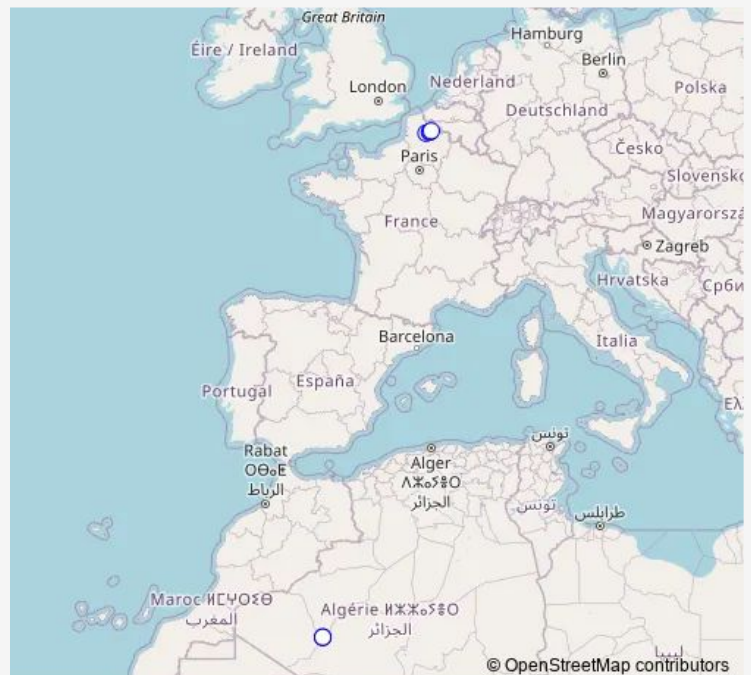 Great Britain
Éire / Ireland
Hamburg
Berlin
London
Nederland
Polska
Deutschland
Paris
Česko
Slovensko
France
Magyarorszá
Zagreb
Hrvatska
Срби
Barcelona
Italia
Portugal
España
Ελλ
Rabat
ⵔⴱⴰⵟ
الرباط
Alger
الجزائر
تونس
تونس
طرابلس
Maroc ⵍⵎⵖⵔⵉⴱ
المغرب
Algérie
الجزائر
ليبيا
© OpenStreetMap contributors